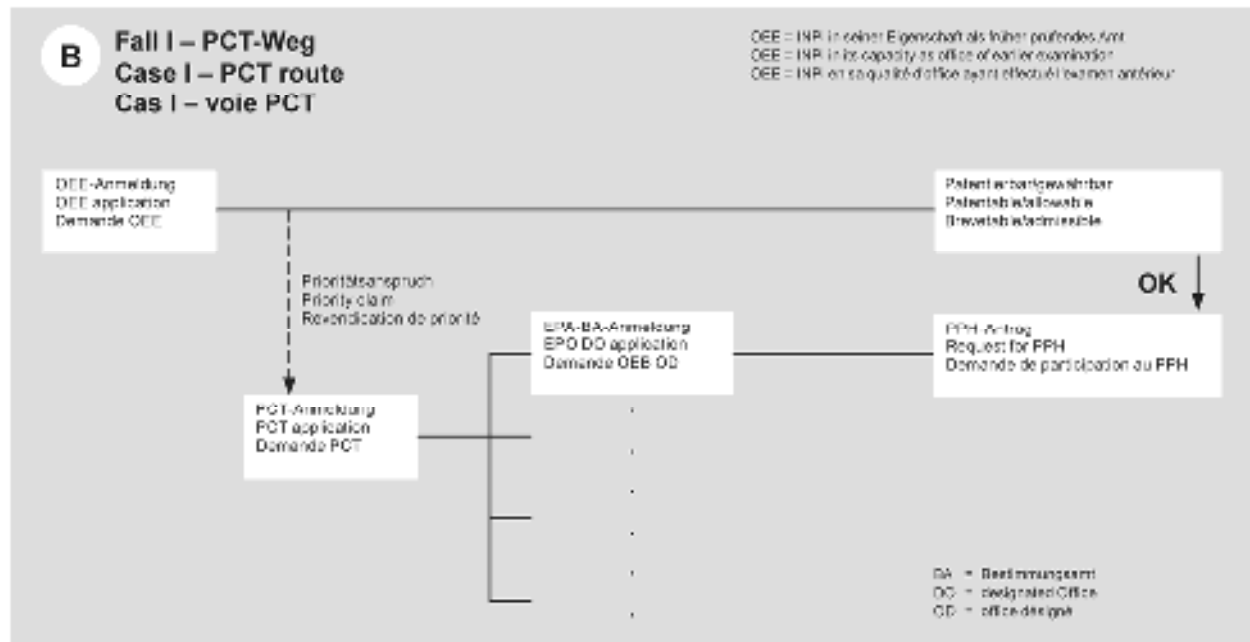 B
Fall I – PCT-Weg
Case I – PCT route
Cas I – voie PCT
OEE = INPI in seiner Eigenschaft als früher prüfendes Amt
OEE = INPI in its capacity as office of earlier examination
OEE = INPI en sa qualité d'office ayant effectué l'examen antérieur
OEE-Anmeldung
OEE application
Demande OEE
Patentierbar/gewährbar
Patentable/allowable
Brevetable/admissible
Prioritätsanspruch
Priority claim
Revendication de priorité
OK
EPA-BA-Anmeldung
EPO DO application
Demande OEB OD
PPH-Antrag
Request for PPH
Demande de participation au PPH
PCT-Anmeldung
PCT application
Demande PCT
BA = Bestimmungsamt
DO = designated Office
OD = office désigné